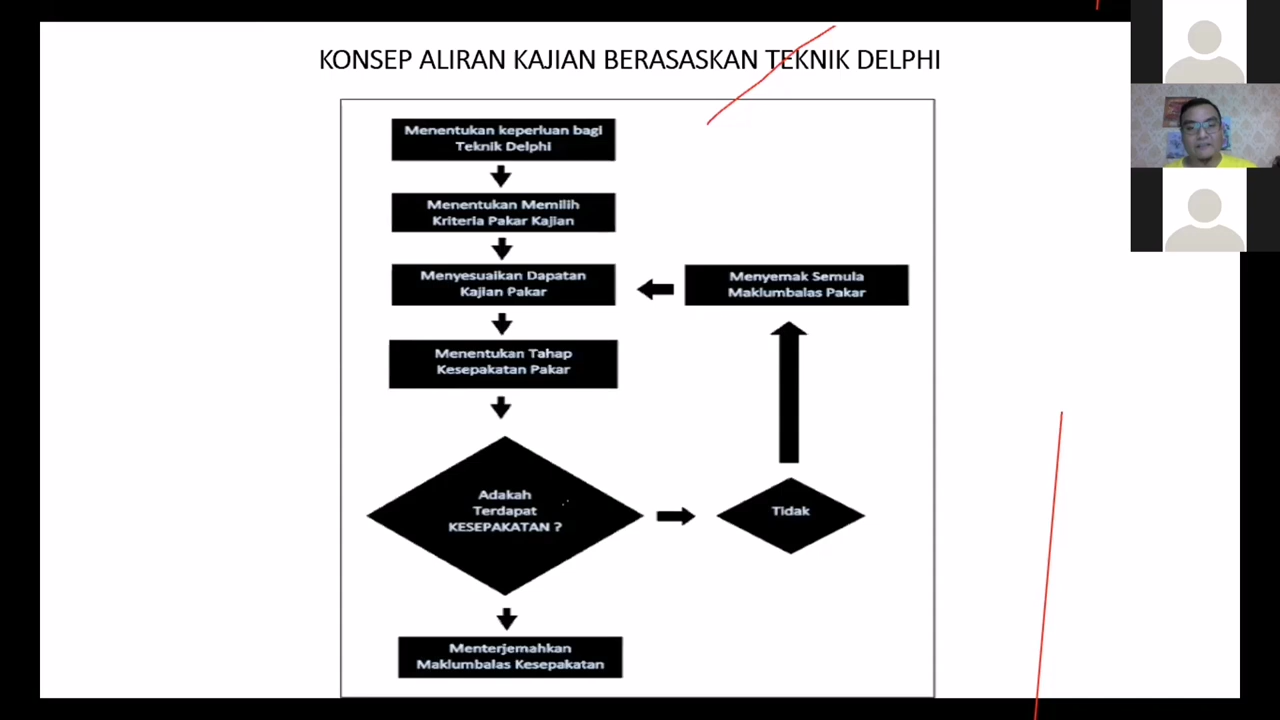 KONSEP ALIRAN KAJIAN BERASASKAN TEKNIK DELPHI
Menentukan keperluan bagi
Teknik Delphi
Menentukan Memilih
Kriteria Pakar Kajian
Menyesuaikan Dapatan
Kajian Pakar
Menyemak Semula
Maklumbalas Pakar
Menentukan Tahap
Kesepakatan Pakar
Adakah
Terdapat
KESEPAKATAN ?
Tidak
Menterjemahkan
Maklumbalas Kesepakatan